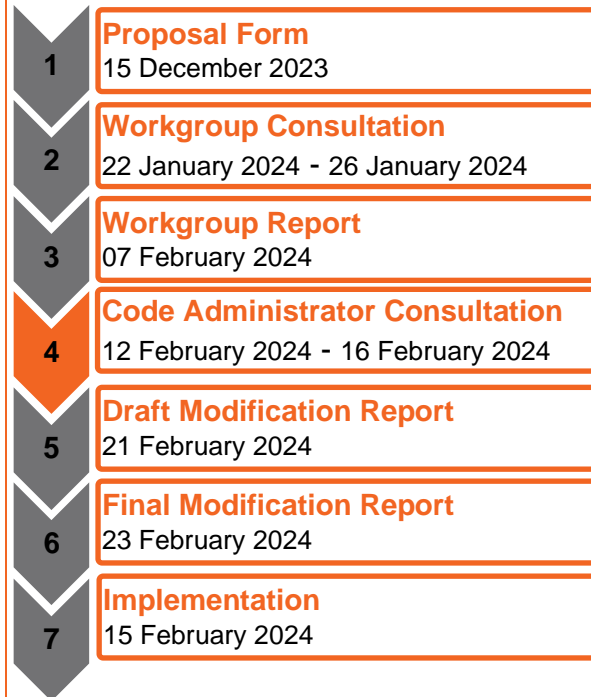 1
Proposal Form
15 December 2023
2
Workgroup Consultation
22 January 2024 - 26 January 2024
3
Workgroup Report
07 February 2024
4
Code Administrator Consultation
12 February 2024 - 16 February 2024
5
Draft Modification Report
21 February 2024
6
Final Modification Report
23 February 2024
7
Implementation
15 February 2024